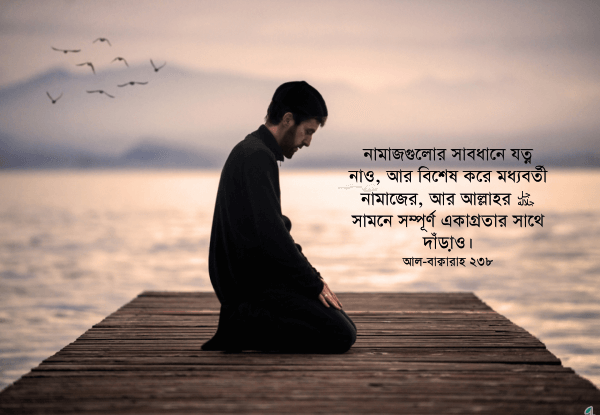 নামাজগুলোর সাবধানে যত্ন
নাও, আর বিশেষ করে মধ্যবর্তী
নামাজের, আর আল্লাহর ﷻ
সামনে সম্পূর্ণ একাগ্রতার সাথে
দাঁড়াও।
আল-বাকারাহ ২৩৮